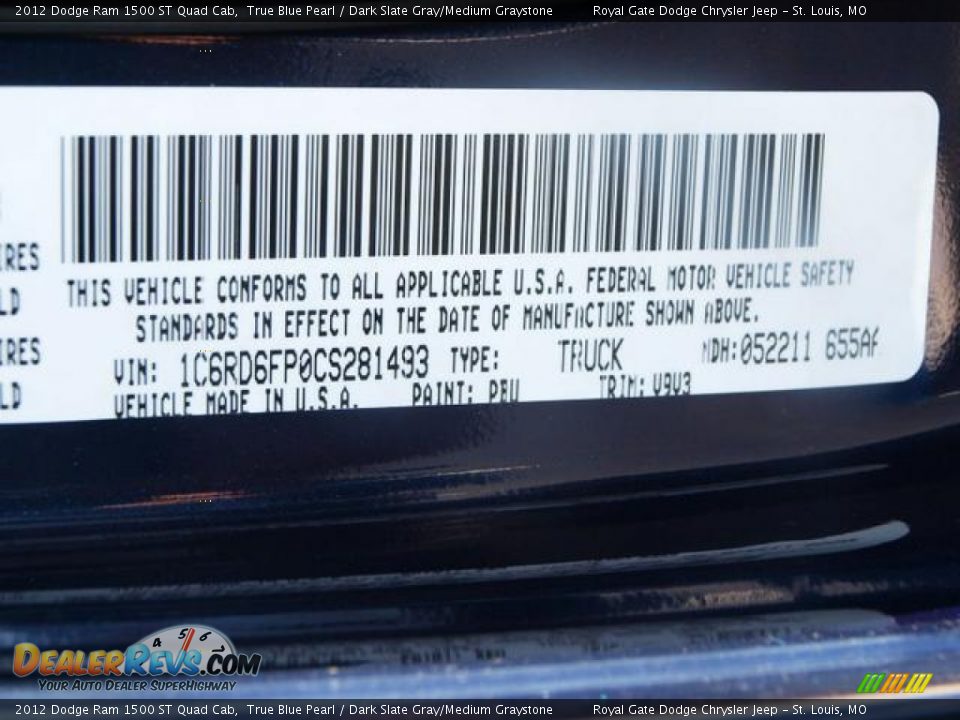 2012 Dodge Ram 1500 ST Quad Cab,  True Blue Pearl / Dark Slate Gray/Medium Graystone  Royal Gate Dodge Chrysler Jeep - St. Louis, MO
IRES
LD
THIS VEHICLE CONFORMS TO ALL APPLICABLE U.S.A. FEDERAL MOTOR VEHICLE SAFETY
STANDARDS IN EFFECT ON THE DATE OF MANUFACTURE SHOWN ABOVE.
IRES
VIN: 1C6RD6FP0CS281493 TYPE: TRUCK MDH:052211 655AF
LD
VEHICLE MADE IN U.S.A. PAINT: PBU TRIM: V9V3
4 5 6
DEALERREVS.COM
YOUR AUTO DEALER SUPERHIGHWAY
2012 Dodge Ram 1500 ST Quad Cab,  True Blue Pearl / Dark Slate Gray/Medium Graystone  Royal Gate Dodge Chrysler Jeep - St. Louis, MO